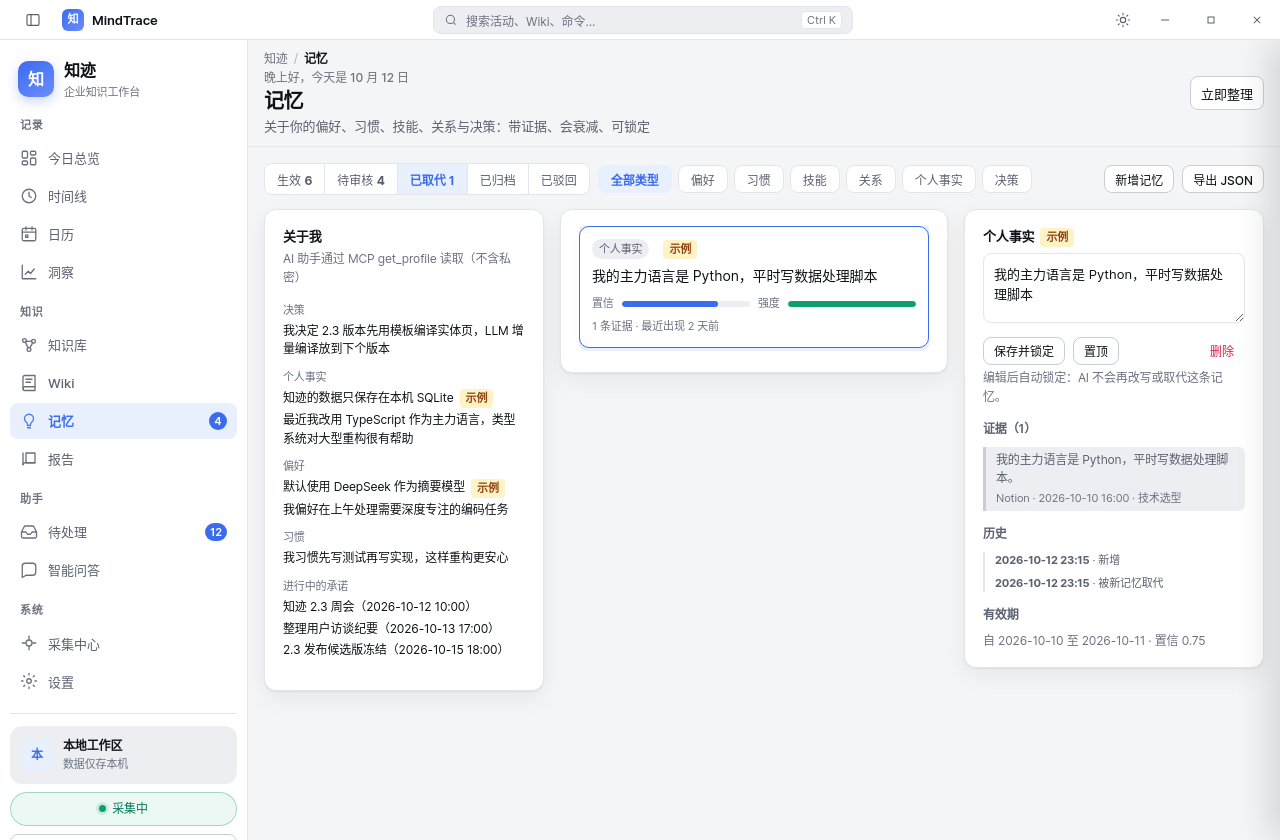 知 MindTrace
搜索活动、Wiki、命令... Ctrl K
知 知迹
企业知识工作台
记录
今日总览
时间线
日历
洞察
知识
知识库
Wiki
记忆 4
报告
助手
待处理 12
智能问答
系统
采集中心
设置
本 本地工作区
数据仅存本机
采集中
知迹 / 记忆
晚上好，今天是 10 月 12 日
记忆
关于你的偏好、习惯、技能、关系与决策：带证据、会衰减、可锁定
立即整理
生效 6 待审核 4 已取代 1 已归档 已驳回 全部类型 偏好 习惯 技能 关系 个人事实 决策 新增记忆 导出 JSON
关于我
AI 助手通过 MCP get_profile 读取（不含私
密）
决策
我决定 2.3 版本先用模板编译实体页，LLM 增
量编译放到下个版本
个人事实
知迹的数据只保存在本机 SQLite 示例
最近我改用 TypeScript 作为主力语言，类型
系统对大型重构很有帮助
偏好
默认使用 DeepSeek 作为摘要模型 示例
我偏好在上午处理需要深度专注的编码任务
习惯
我习惯先写测试再写实现，这样重构更安心
进行中的承诺
知迹 2.3 周会（2026-10-12 10:00）
整理用户访谈纪要（2026-10-13 17:00）
2.3 发布候选版冻结（2026-10-15 18:00）
个人事实 示例
我的主力语言是 Python，平时写数据处理脚本
置信 强度
1 条证据 · 最近出现 2 天前
个人事实 示例
我的主力语言是 Python，平时写数据处
理脚本
保存并锁定 置顶 删除
编辑后自动锁定：AI 不会再改写或取代这条记
忆。
证据（1）
我的主力语言是 Python，平时写数据处理脚
本。
Notion · 2026-10-10 16:00 · 技术选型
历史
2026-10-12 23:15 · 新增
2026-10-12 23:15 · 被新记忆取代
有效期
自 2026-10-10 至 2026-10-11 · 置信 0.75